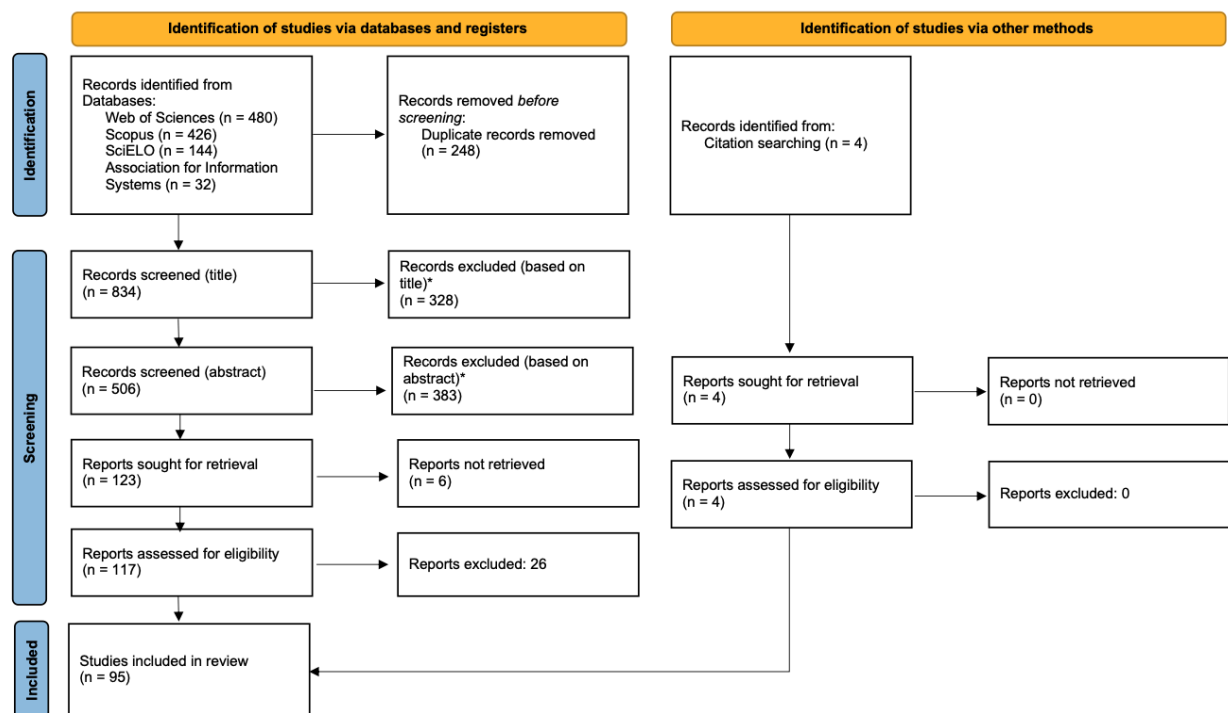 Identification of studies via databases and registers
Identification of studies via other methods
Identification
Records identified from
Databases:
Web of Sciences (n = 480)
Scopus (n = 426)
SciELO (n = 144)
Association for Information
Systems (n = 32)
Records removed before
screening:
Duplicate records removed
(n = 248)
Records identified from:
Citation searching (n = 4)
Screening
Records screened (title)
(n = 834)
Records excluded (based on
title)*
(n = 328)
Records screened (abstract)
(n = 506)
Records excluded (based on
abstract)*
(n = 383)
Reports sought for retrieval
(n = 4)
Reports not retrieved
(n = 0)
Reports sought for retrieval
(n = 123)
Reports not retrieved
(n = 6)
Reports assessed for eligibility
(n = 4)
Reports excluded: 0
Reports assessed for eligibility
(n = 117)
Reports excluded: 26
Included
Studies included in review
(n = 95)